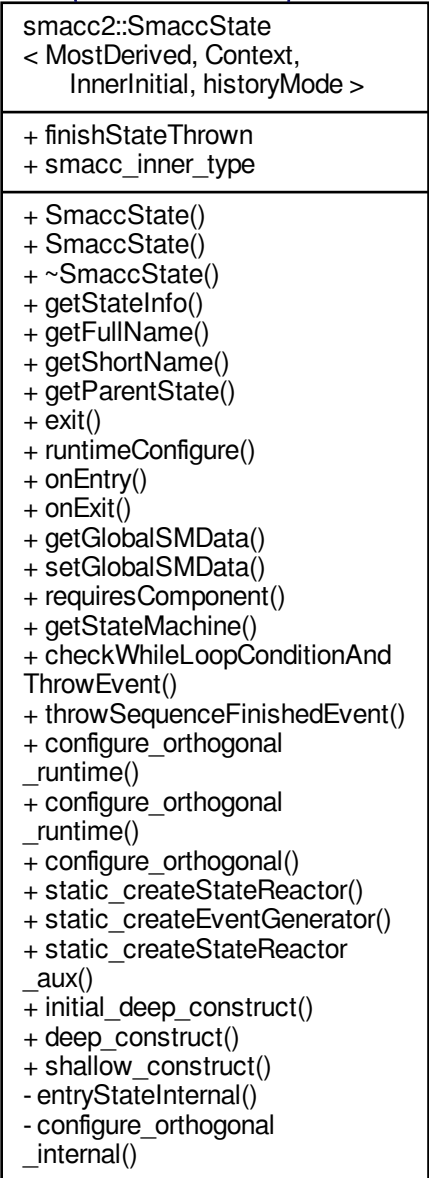 smacc2::SmaccState
< MostDerived, Context,
InnerInitial, historyMode >
+ finishStateThrown
+ smacc_inner_type
+ SmaccState()
+ SmaccState()
+ ~SmaccState()
+ getStateInfo()
+ getFullName()
+ getShortName()
+ getParentState()
+ exit()
+ runtimeConfigure()
+ onEntry()
+ onExit()
+ getGlobalSMData()
+ setGlobalSMData()
+ requiresComponent()
+ getStateMachine()
+ checkWhileLoopConditionAnd
ThrowEvent()
+ throwSequenceFinishedEvent()
+ configure_orthogonal
_runtime()
+ configure_orthogonal
_runtime()
+ configure_orthogonal()
+ static_createStateReactor()
+ static_createEventGenerator()
+ static_createStateReactor
_aux()
+ initial_deep_construct()
+ deep_construct()
+ shallow_construct()
- entryStateInternal()
- configure_orthogonal
_internal()